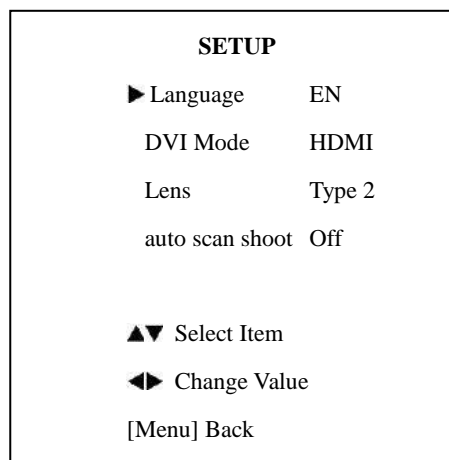 SETUP
▶Language EN
DVI Mode HDMI
Lens Type 2
auto scan shoot Off
▲▼ Select Item
◀▶ Change Value
[Menu] Back